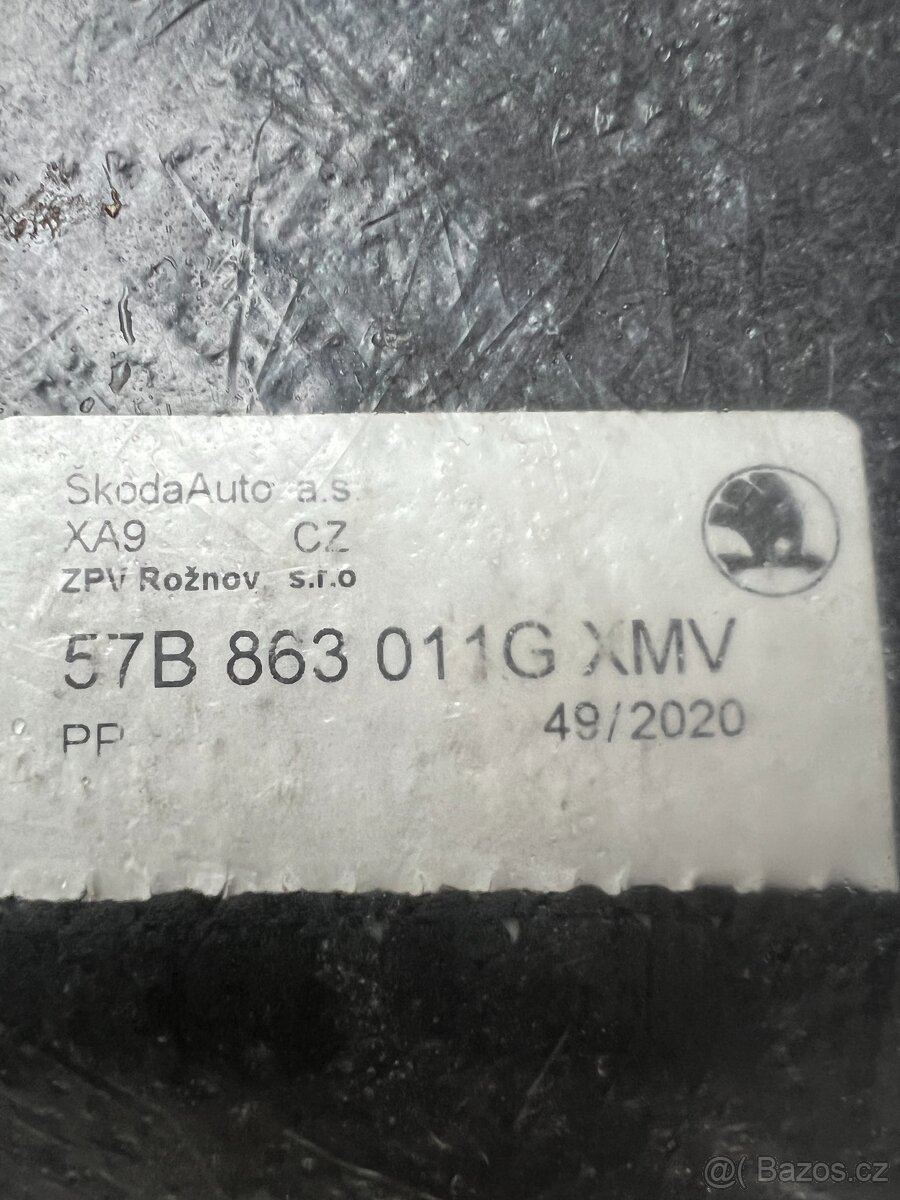 ŠkodaAuto a.s.
XA9 CZ
ZPV Rožnov s.r.o
57B 863 011G XMV
PP 49/2020
@( Bazos.cz